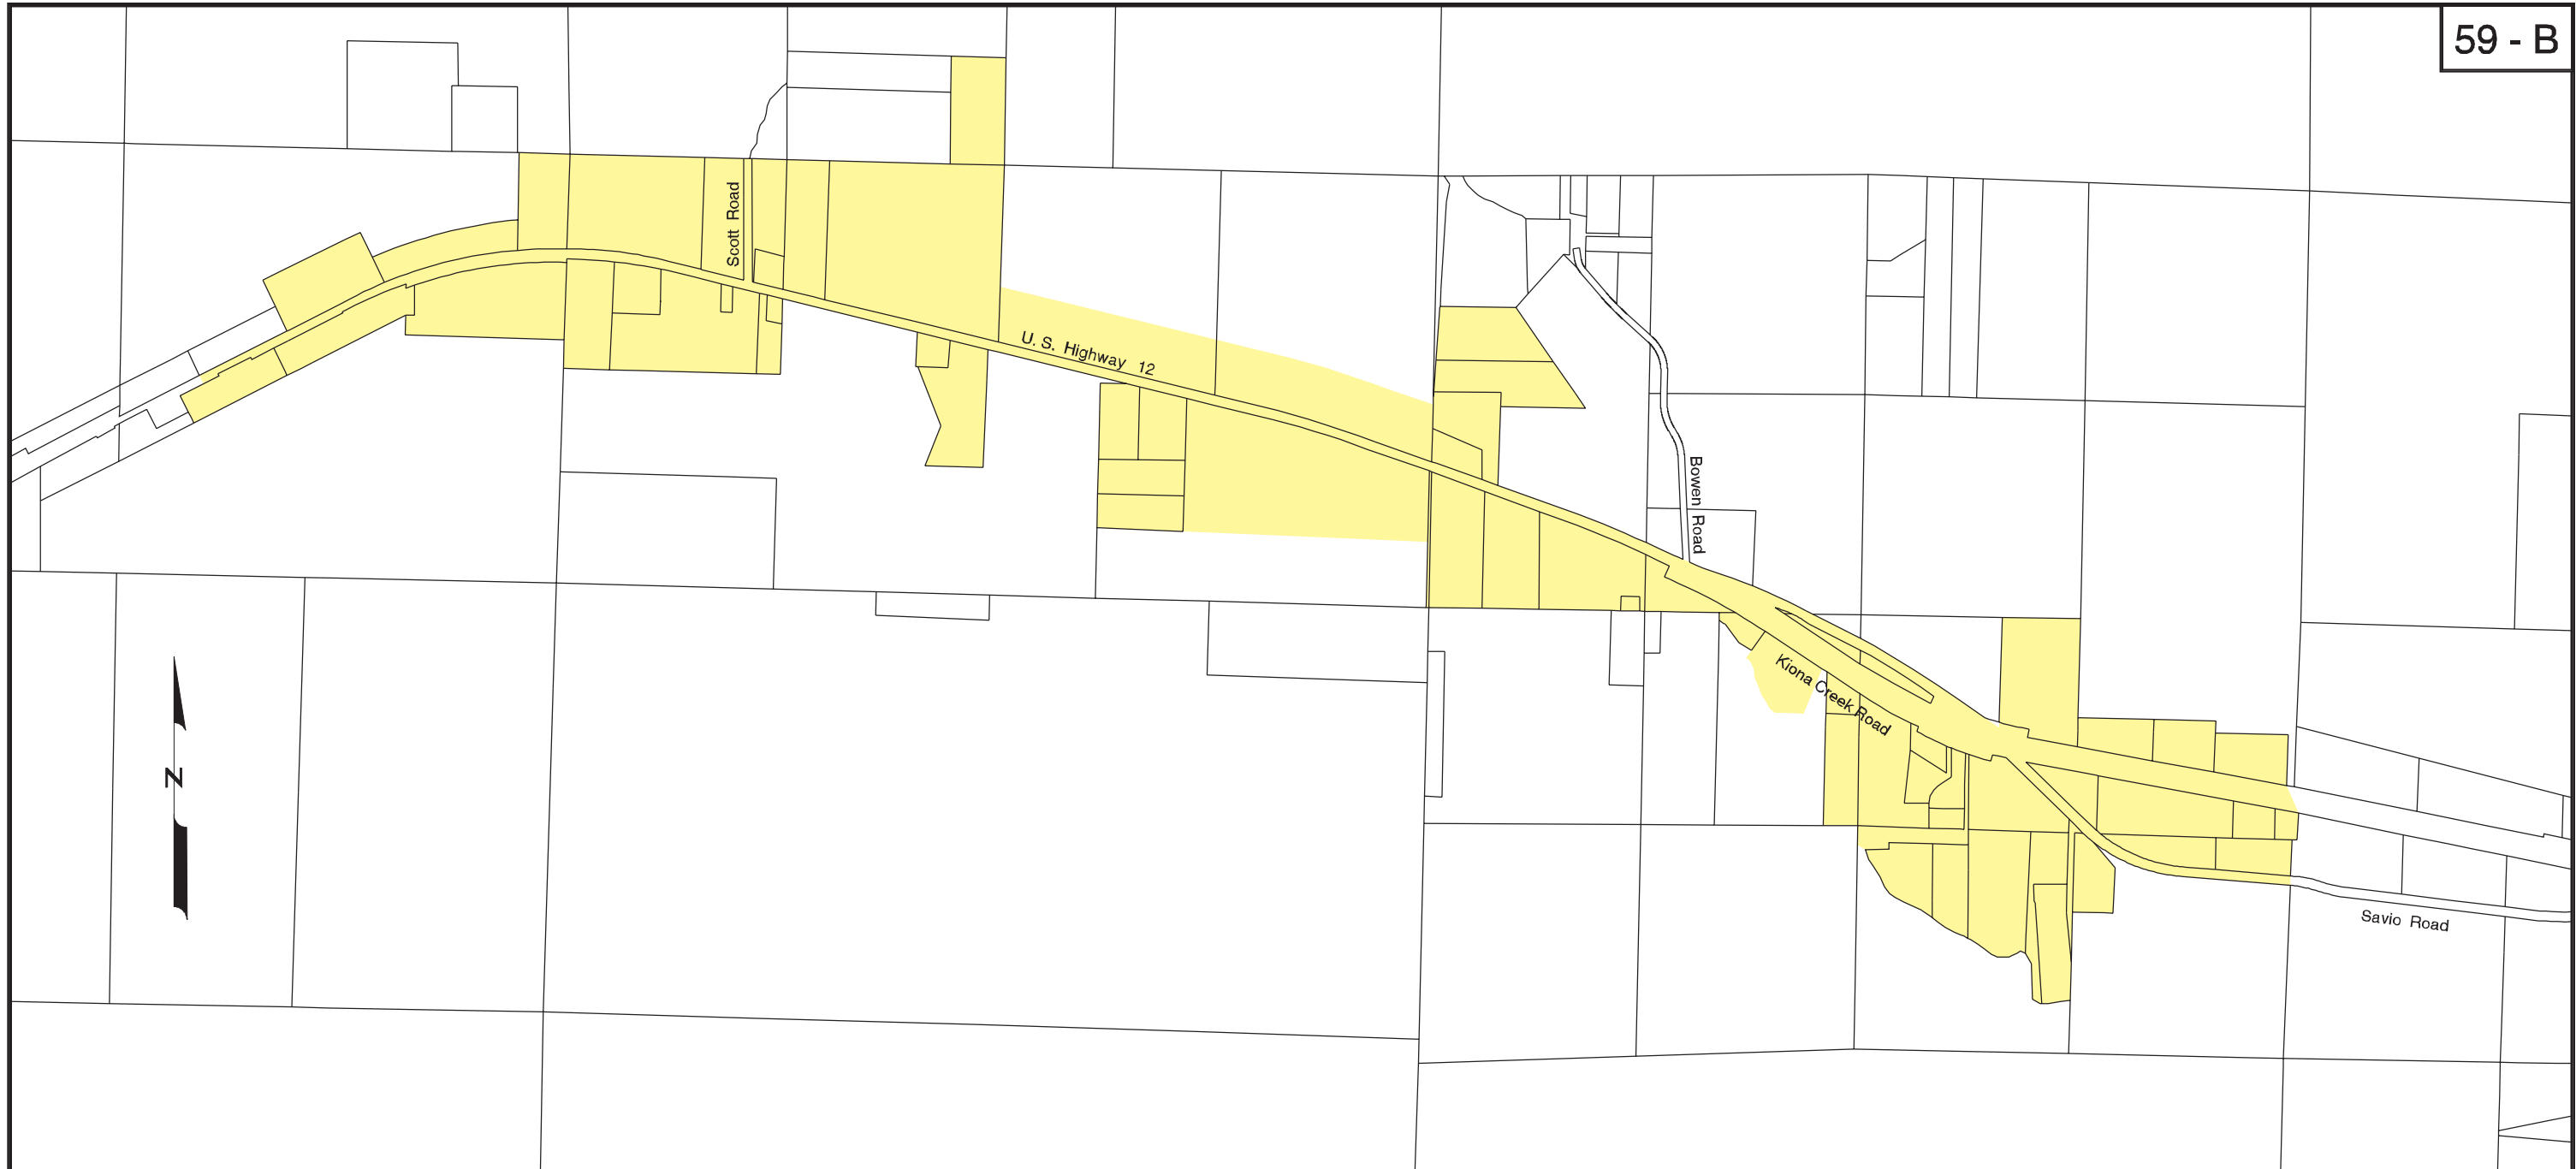 59 - B
Scott Road
U. S. Highway 12
Bowen Road
Kiona Creek Road
N
Savio Road